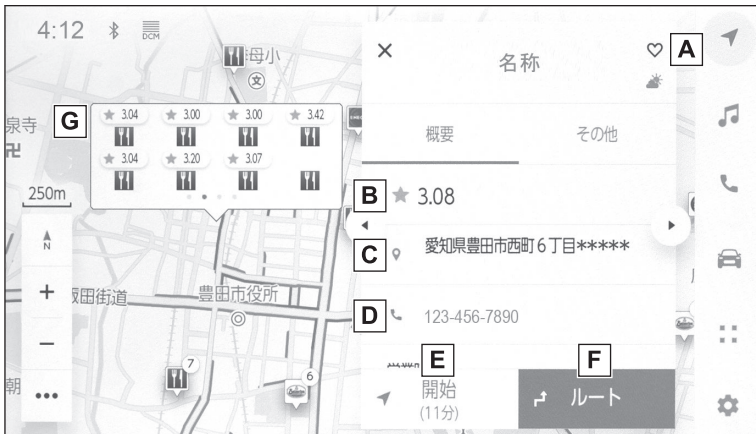 4:12
DCM
母小
文
名称
A
G
3.04 3.00 3.00 3.42
3.04 3.20 3.07
泉寺
250m
N
概要
その他
B
3.08
C
愛知県豊田市西町6丁目*****
D
123-456-7890
飯田街道
豊田市役所
E
開始
(11分)
F
ルート
7
6
朝